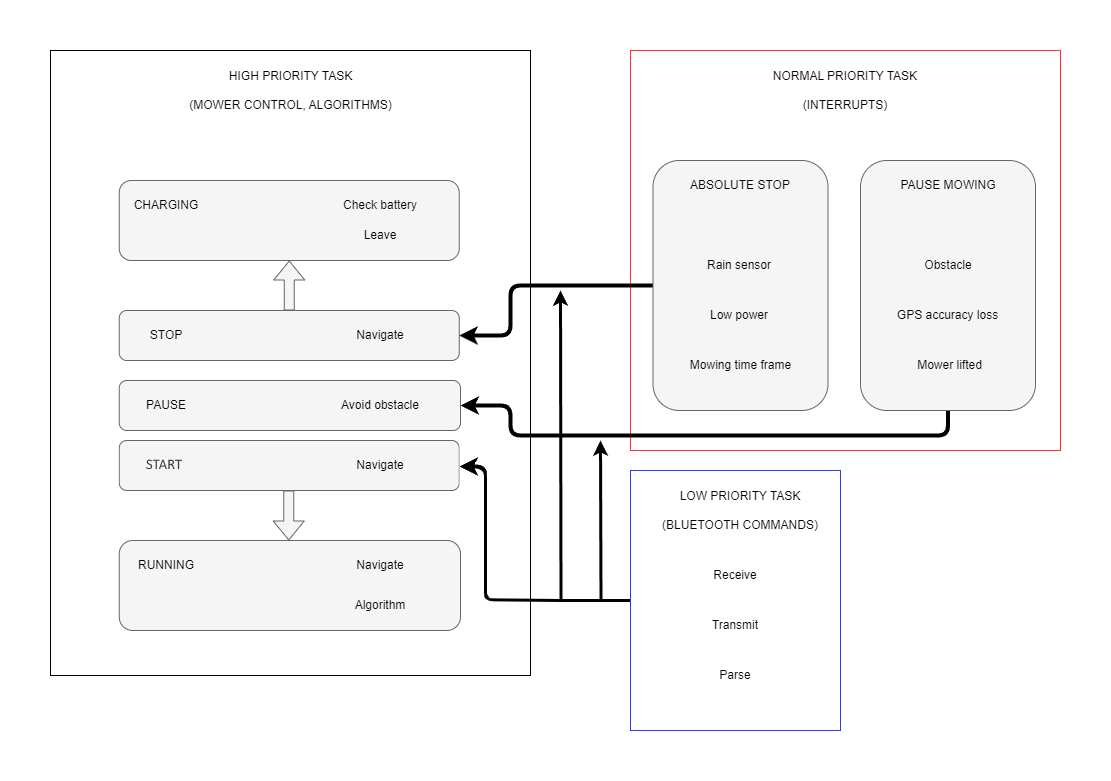 HIGH PRIORITY TASK
(MOWER CONTROL, ALGORITHMS)
CHARGING
Check battery
Leave
STOP
Navigate
PAUSE
Avoid obstacle
START
Navigate
RUNNING
Navigate
Algorithm
NORMAL PRIORITY TASK
(INTERRUPTS)
ABSOLUTE STOP
Rain sensor
Low power
Mowing time frame
PAUSE MOWING
Obstacle
GPS accuracy loss
Mower lifted
LOW PRIORITY TASK
(BLUETOOTH COMMANDS)
Receive
Transmit
Parse